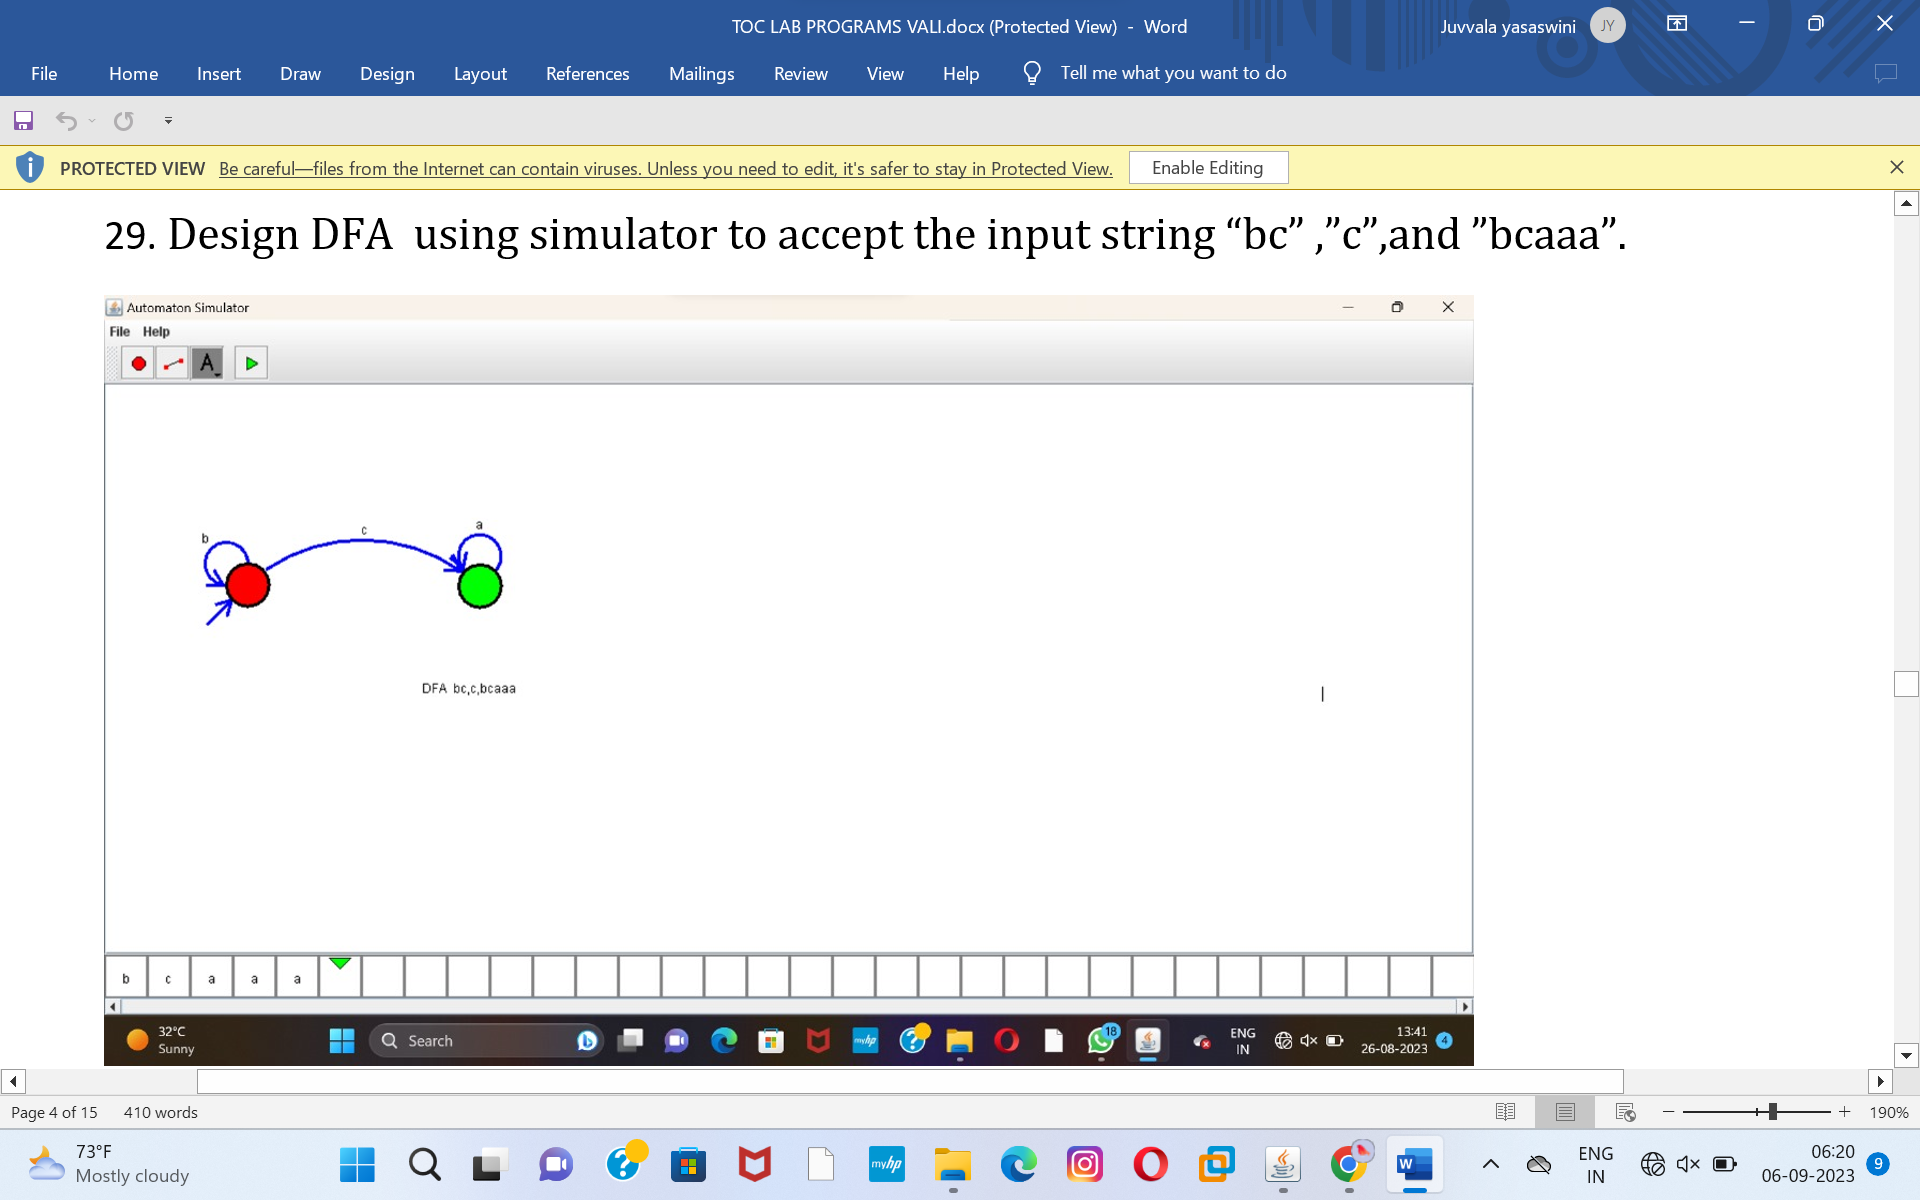 TOC LAB PROGRAMS VALI.docx (Protected View) - Word
Juvvala yasaswini
JY
File Home Insert Draw Design Layout References Mailings Review View Help Tell me what you want to do
PROTECTED VIEW Be careful—files from the Internet can contain viruses. Unless you need to edit, it's safer to stay in Protected View. Enable Editing
29. Design DFA using simulator to accept the input string “bc” ,”c”,and ”bcaaa”.
Automaton Simulator
File Help
A
b
c
a
DFA bc,c,bcaaa
b c a a a
32°C
Sunny
Search
myhp
18
ENG
IN
13:41
26-08-2023
4
Page 4 of 15 410 words
190%
73°F
Mostly cloudy
myhp
W
ENG
IN
06:20
06-09-2023
9